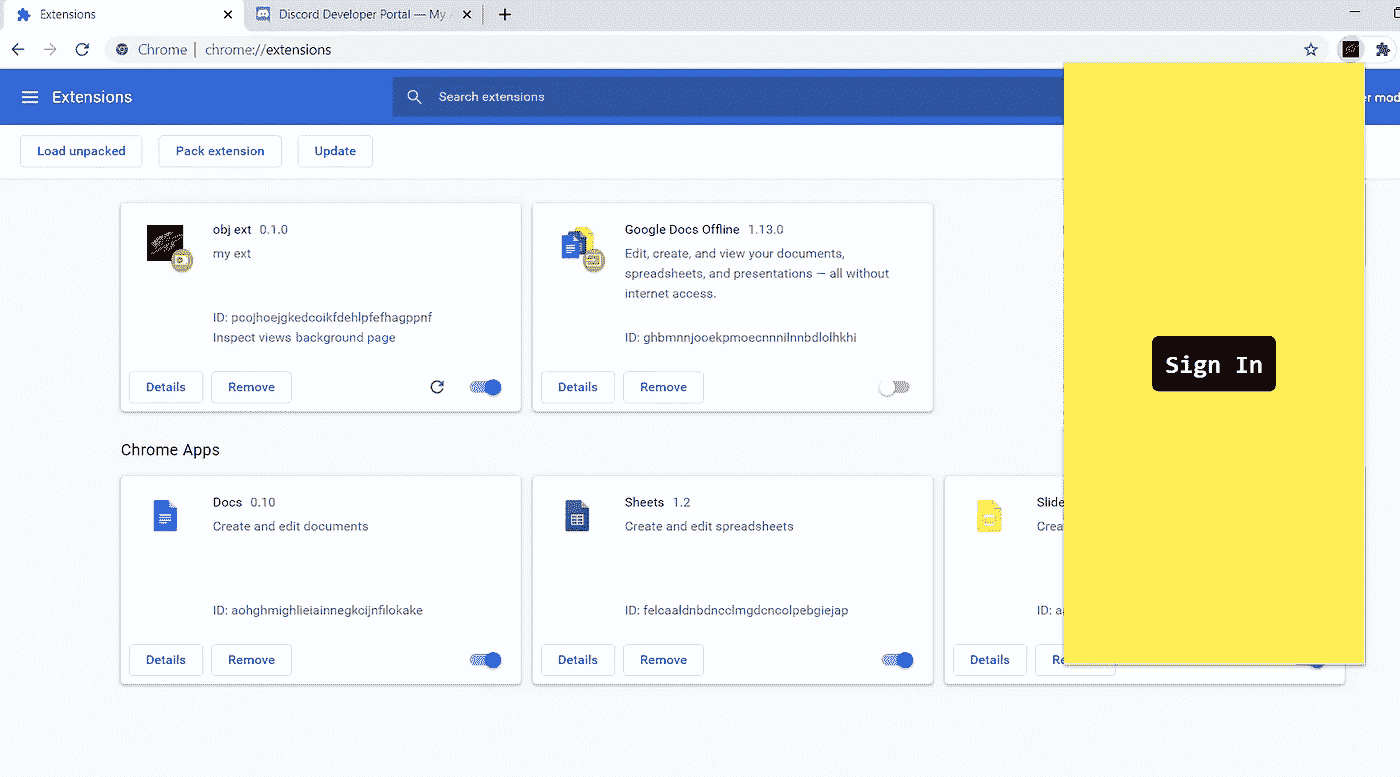 Extensions
Discord Developer Portal — My
Chrome | chrome://extensions
Extensions
Search extensions
er mod
Load unpacked
Pack extension
Update
obj ext 0.1.0
my ext
ID: pcojhoejgkedcoikfdehlpfefhagppnf
Inspect views background page
Details
Remove
Google Docs Offline 1.13.0
Edit, create, and view your documents,
spreadsheets, and presentations — all without
internet access.
ID: ghbmnnjooekpmoecnnnilnnbdlolhkhi
Details
Remove
Sign In
Chrome Apps
Docs 0.10
Create and edit documents
ID: aohghmighlieiainnegkcijnfilokake
Details
Remove
Sheets 1.2
Create and edit spreadsheets
ID: felcaaldnbdncclmgdcncolpebgiejap
Details
Remove
Slide
Crea
ID: a
Details
Re